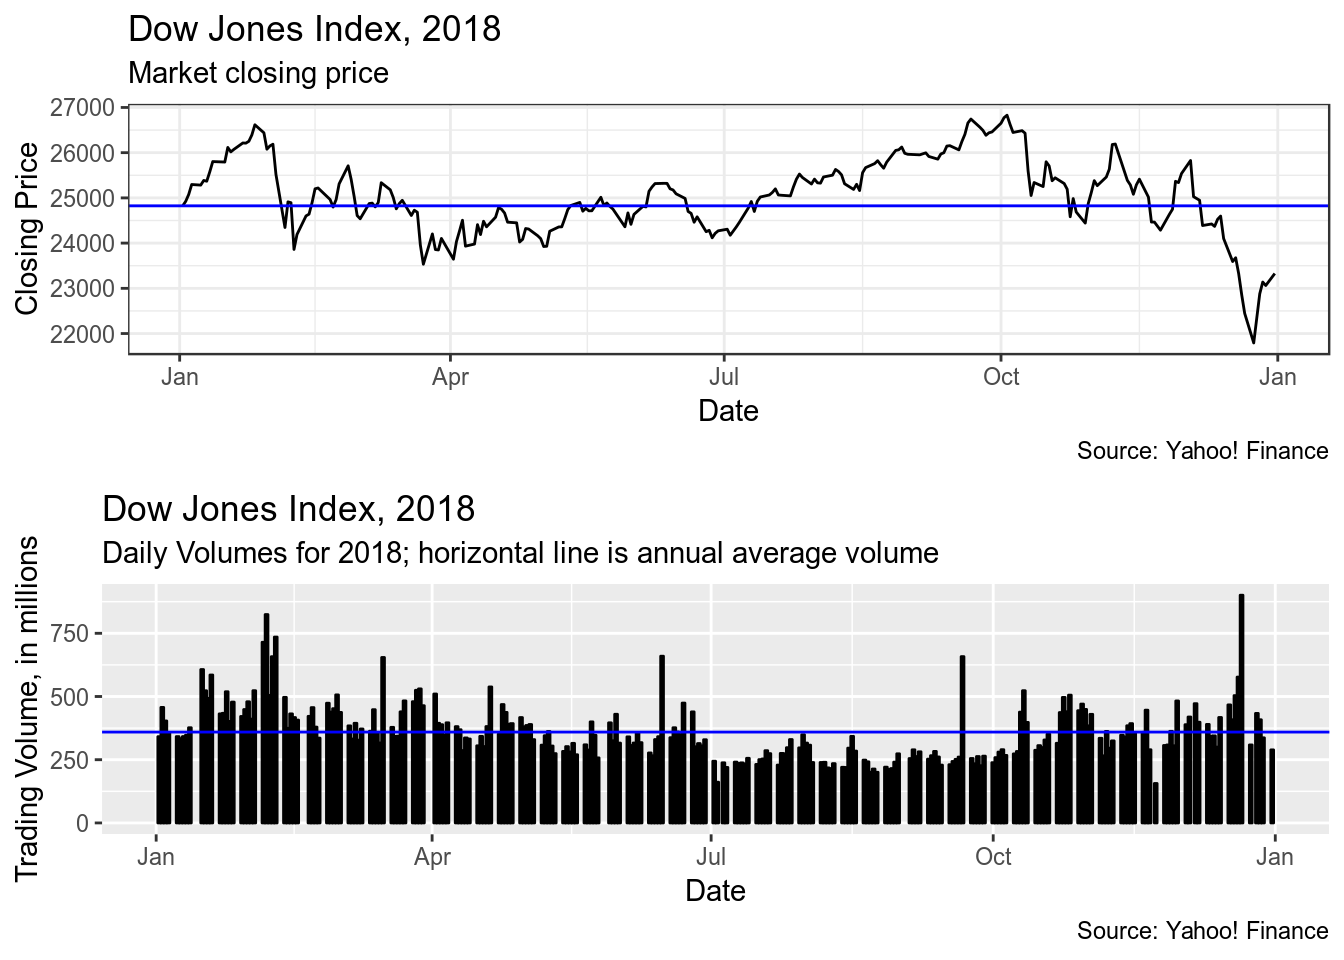 Dow Jones Index, 2018
Market closing price
Closing Price
27000
26000
25000
24000
23000
22000
Jan Apr Jul Oct Jan
Date
Source: Yahoo! Finance
Dow Jones Index, 2018
Daily Volumes for 2018; horizontal line is annual average volume
Trading Volume, in millions
750
500
250
0
Jan Apr Jul Oct Jan
Date
Source: Yahoo! Finance